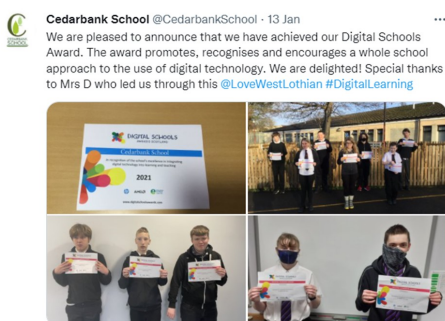 Cedarbank School @CedarbankSchool · 13 Jan
We are pleased to announce that we have achieved our Digital Schools
Award. The award promotes, recognises and encourages a whole school
approach to the use of digital technology. We are delighted! Special thanks
to Mrs D who led us through this @LoveWestLothian #DigitalLearning
DIGITAL SCHOOLS
Cedarbank School
2021